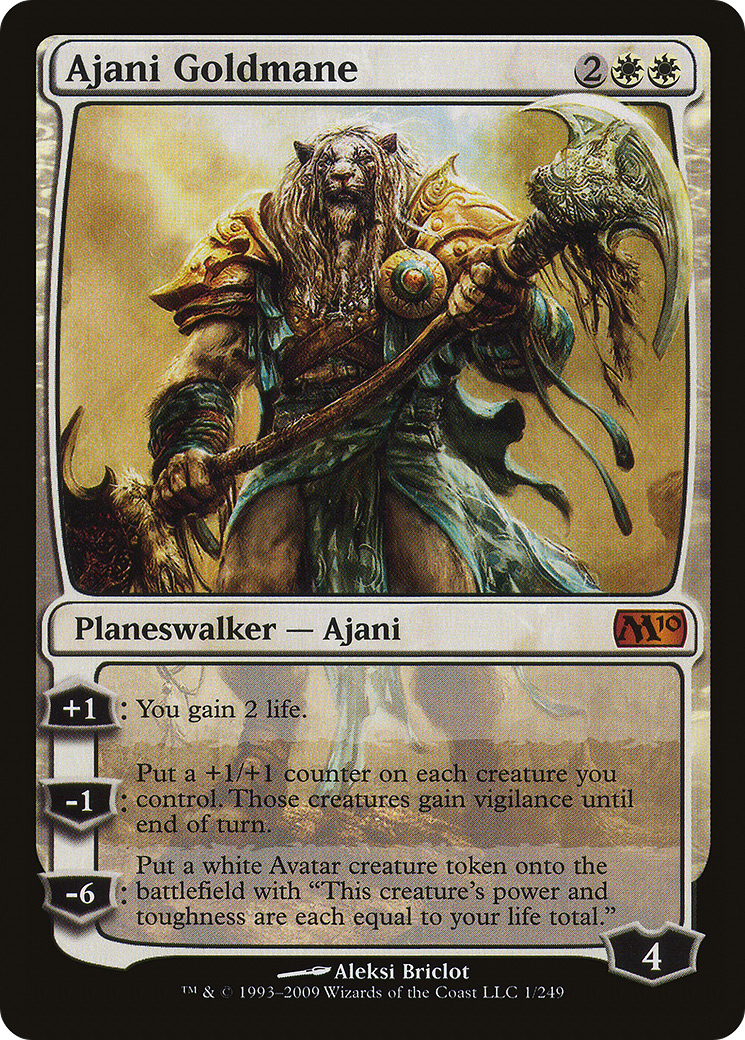 Ajani Goldmane 2
Planeswalker — Ajani M10
+1 : You gain 2 life.
Put a +1/+1 counter on each creature you
-1 : control. Those creatures gain vigilance until
end of turn.
Put a white Avatar creature token onto the
-6 : battlefield with “This creature’s power and
toughness are each equal to your life total.”
4
Aleksi Briclot
™ & © 1993–2009 Wizards of the Coast LLC 1/249